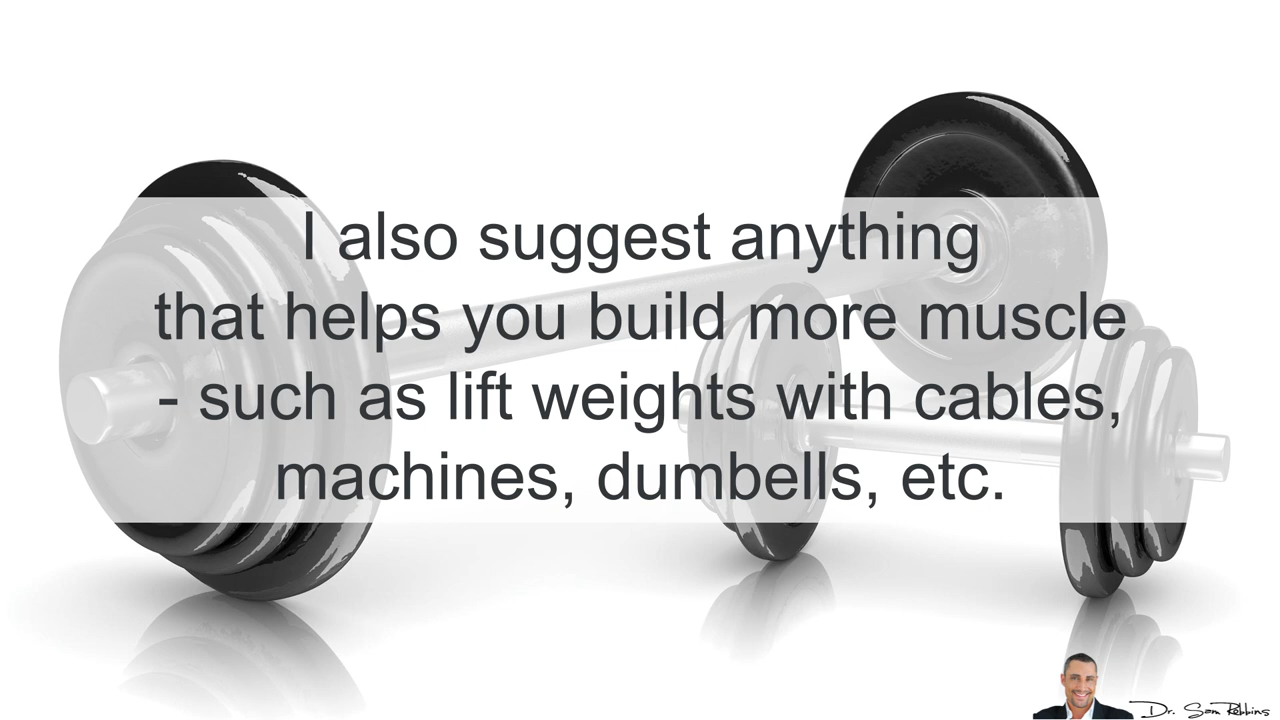 I also suggest anything
that helps you build more muscle
- such as lift weights with cables,
machines, dumbells, etc.
Dr. Sam Robbins